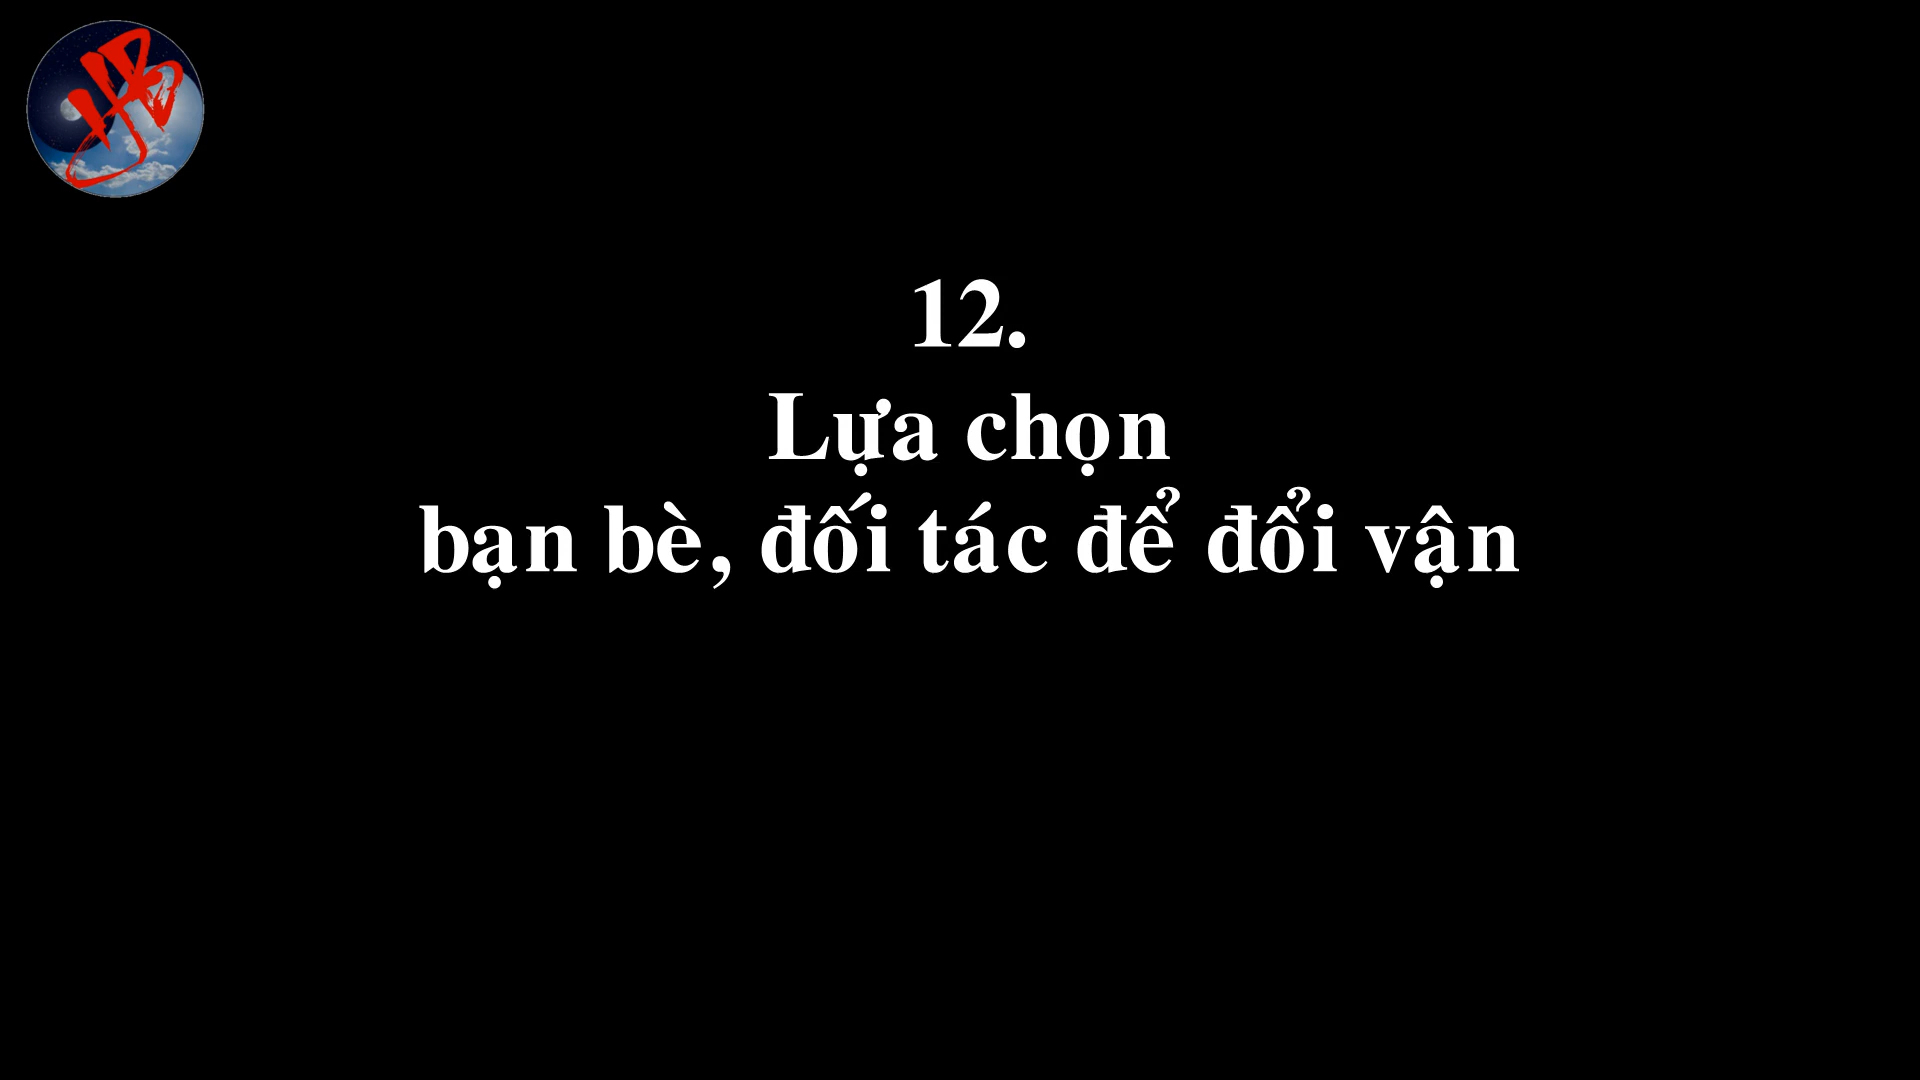 12.
Lựa chọn
bạn bè, đối tác để đổi vận